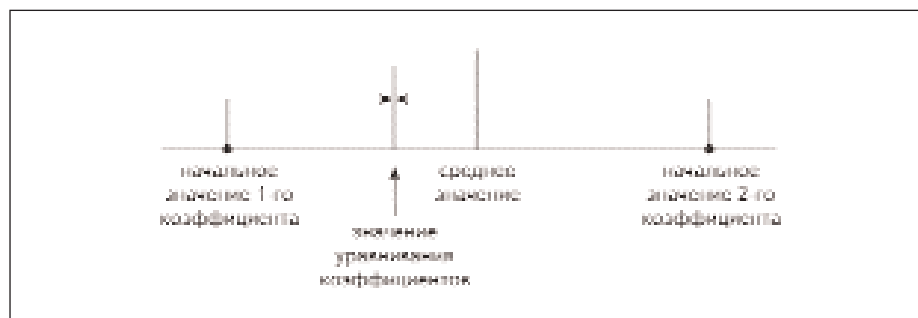 начальное
значение 1-го
коэффициента
среднее
значение
начальное
значение 2-го
коэффициента
значение
уравнивания
коэффициентов